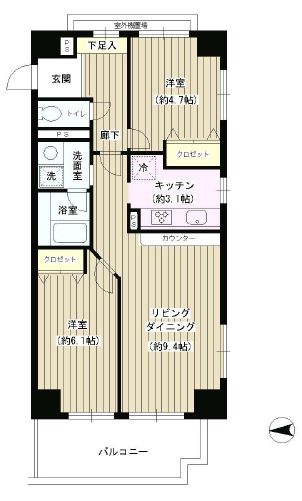 室外機置場
PS
下足入
玄関
洋室
(約4.7帖)
トイレ
廊下
PS
クロゼット
洗面室
洗
冷
キッチン
(約3.1帖)
浴室
PS
カウンター
クロゼット
洋室
(約6.1帖)
リビング
ダイニング
(約9.4帖)
バルコニー